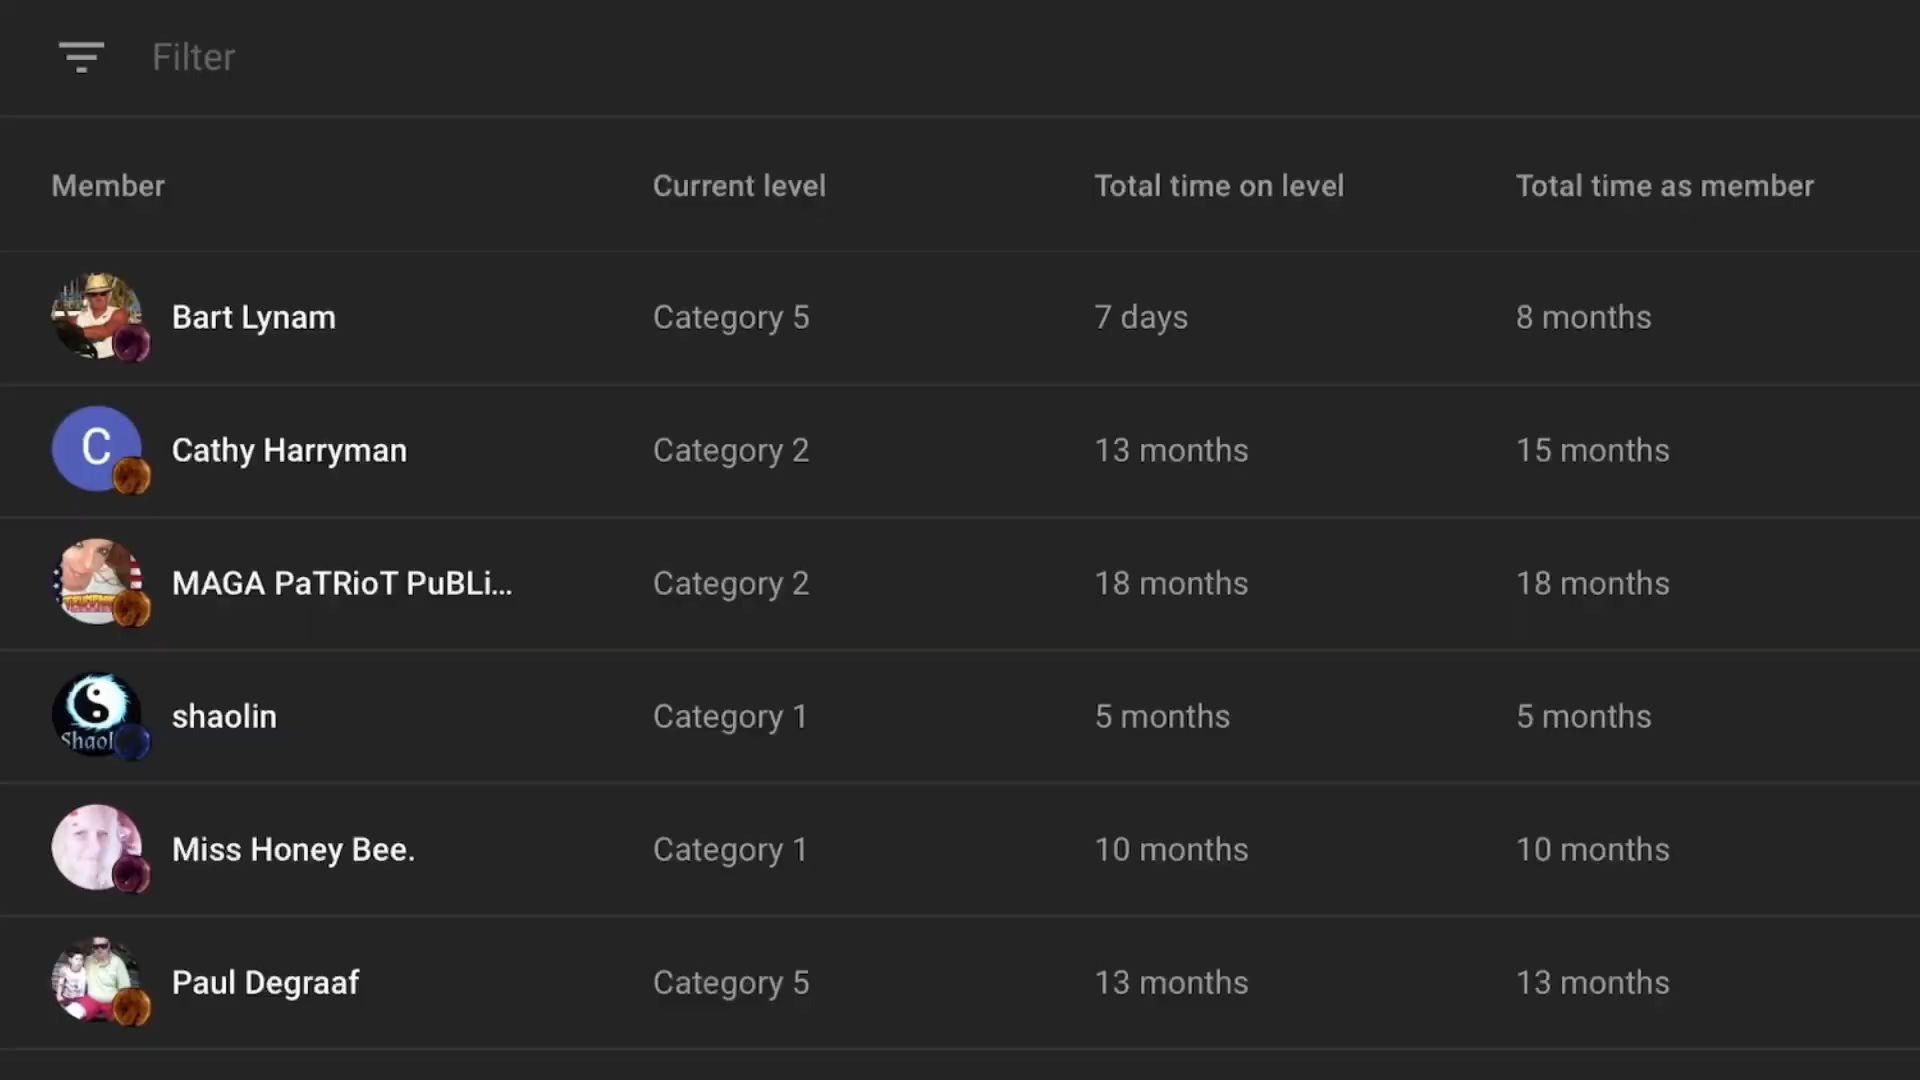 Filter
Member Current level Total time on level Total time as member
Bart Lynam Category 5 7 days 8 months
C
Cathy Harryman Category 2 13 months 15 months
MAGA PaTRioT PuBLi... Category 2 18 months 18 months
Shaol
shaolin Category 1 5 months 5 months
Miss Honey Bee. Category 1 10 months 10 months
Paul Degraaf Category 5 13 months 13 months